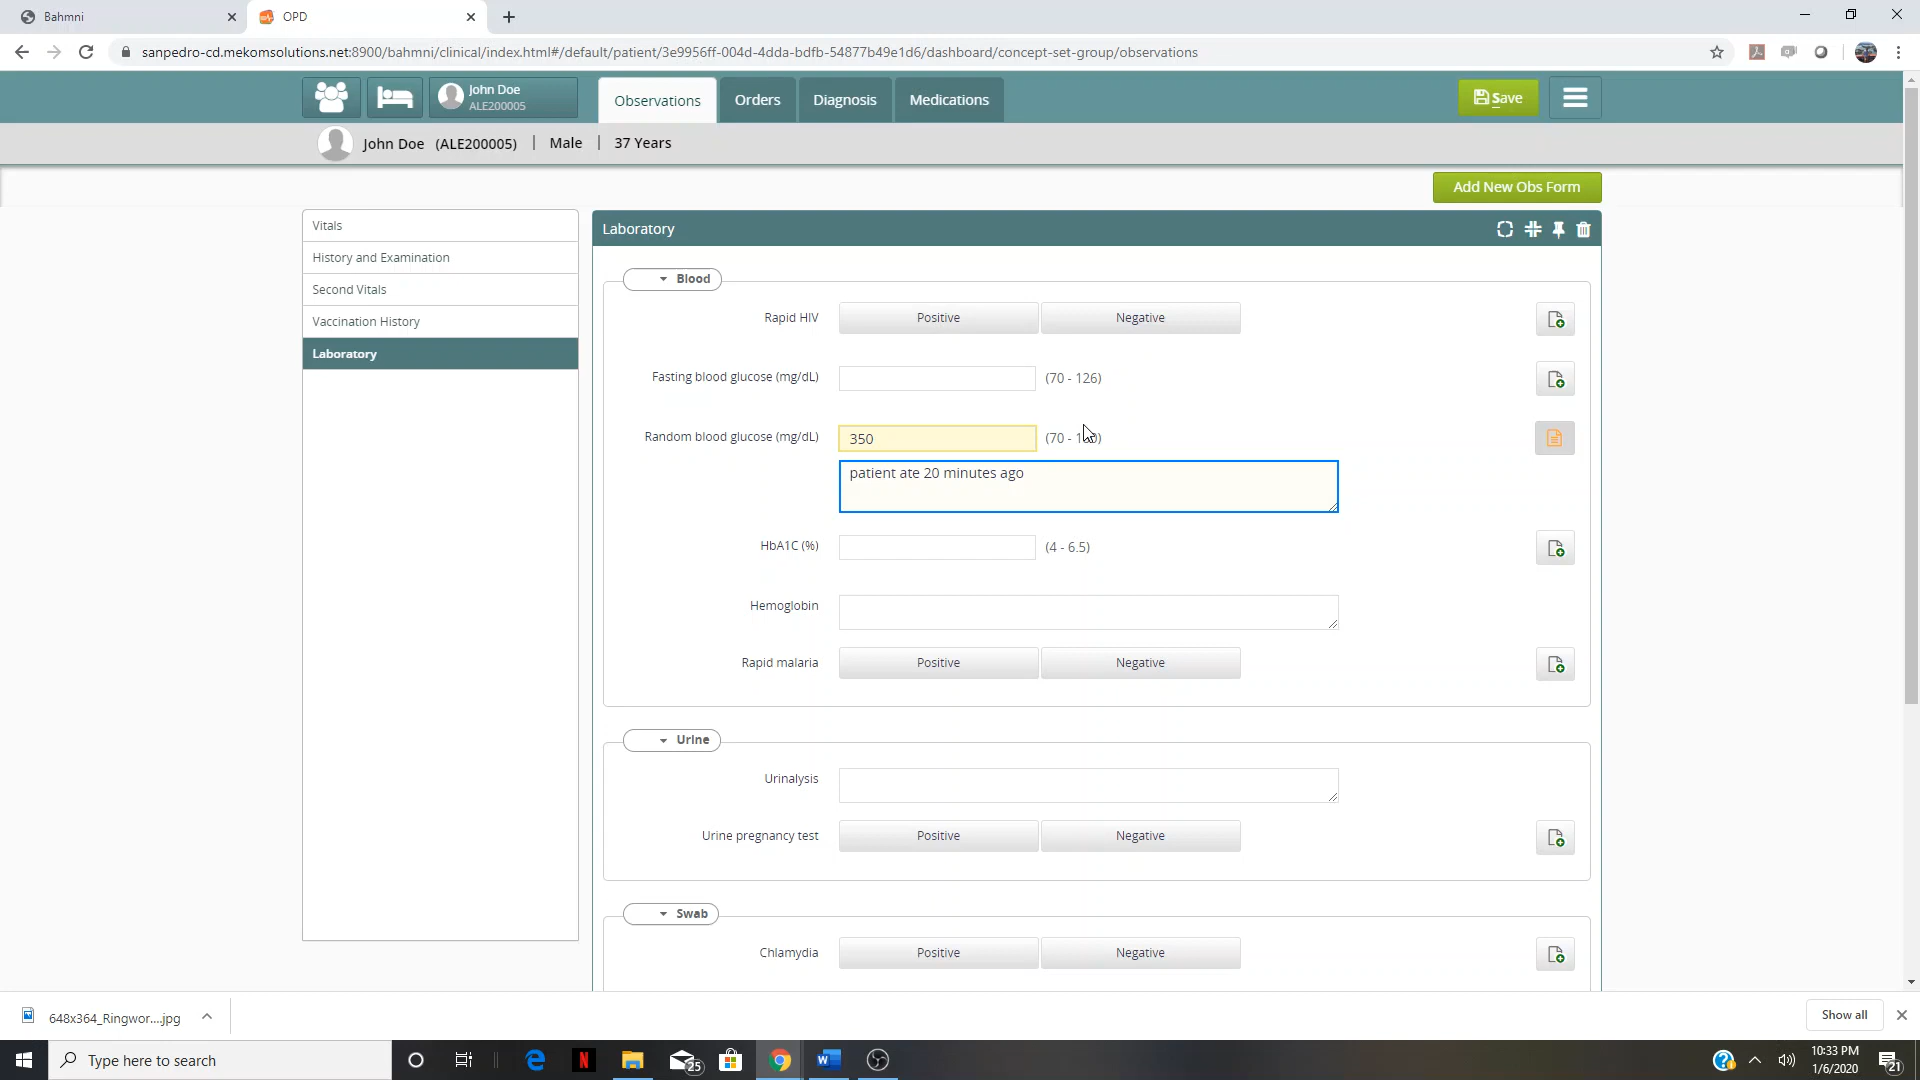 Bahmni
OPD
sanpedro-cd.mekomsolutions.net:8900/bahmni/clinical/index.html#/default/patient/3e9956ff-004d-4dda-bdfb-54877b49e1d6/dashboard/concept-set-group/observations
John Doe
ALE200005
Observations
Orders
Diagnosis
Medications
Save
John Doe (ALE200005) | Male | 37 Years
Add New Obs Form
Vitals
History and Examination
Second Vitals
Vaccination History
Laboratory
Laboratory
Blood
Rapid HIV Positive Negative
Fasting blood glucose (mg/dL) (70 - 126)
Random blood glucose (mg/dL) 350 (70 -
patient ate 20 minutes ago
HbA1C (%) (4 - 6.5)
Hemoglobin
Rapid malaria Positive Negative
Urine
Urinalysis
Urine pregnancy test Positive Negative
Swab
Chlamydia Positive Negative
648x364_Ringwor....jpg
Show all
Type here to search
25
10:33 PM
1/6/2020
21